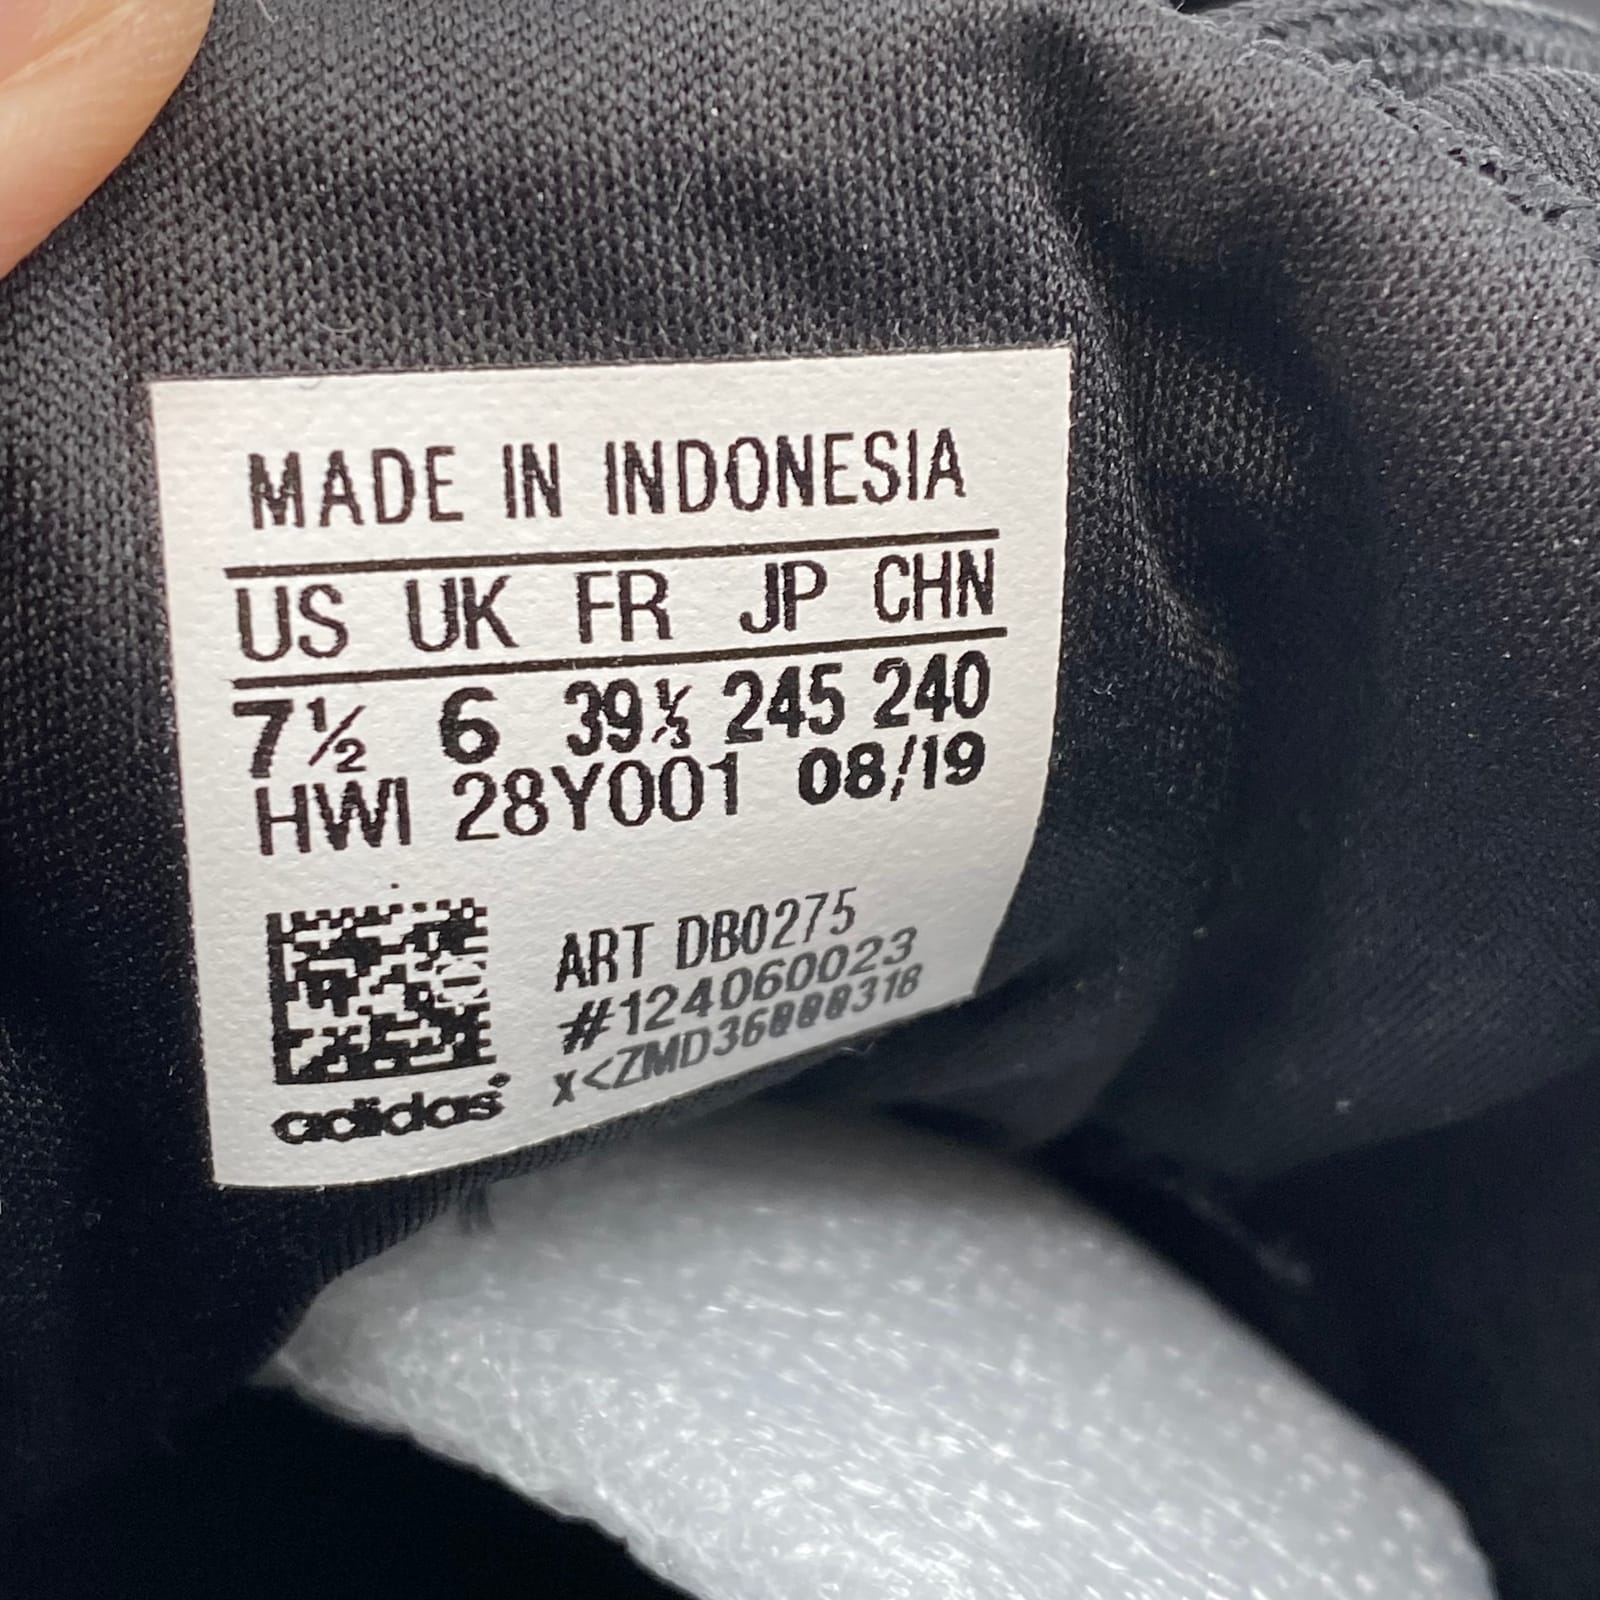 MADE IN INDONESIA
US UK FR JP CHN
7½ 6 39⅓ 245 240
HWI 28Y001 08/19
ART DB0275
#124060023
adidas